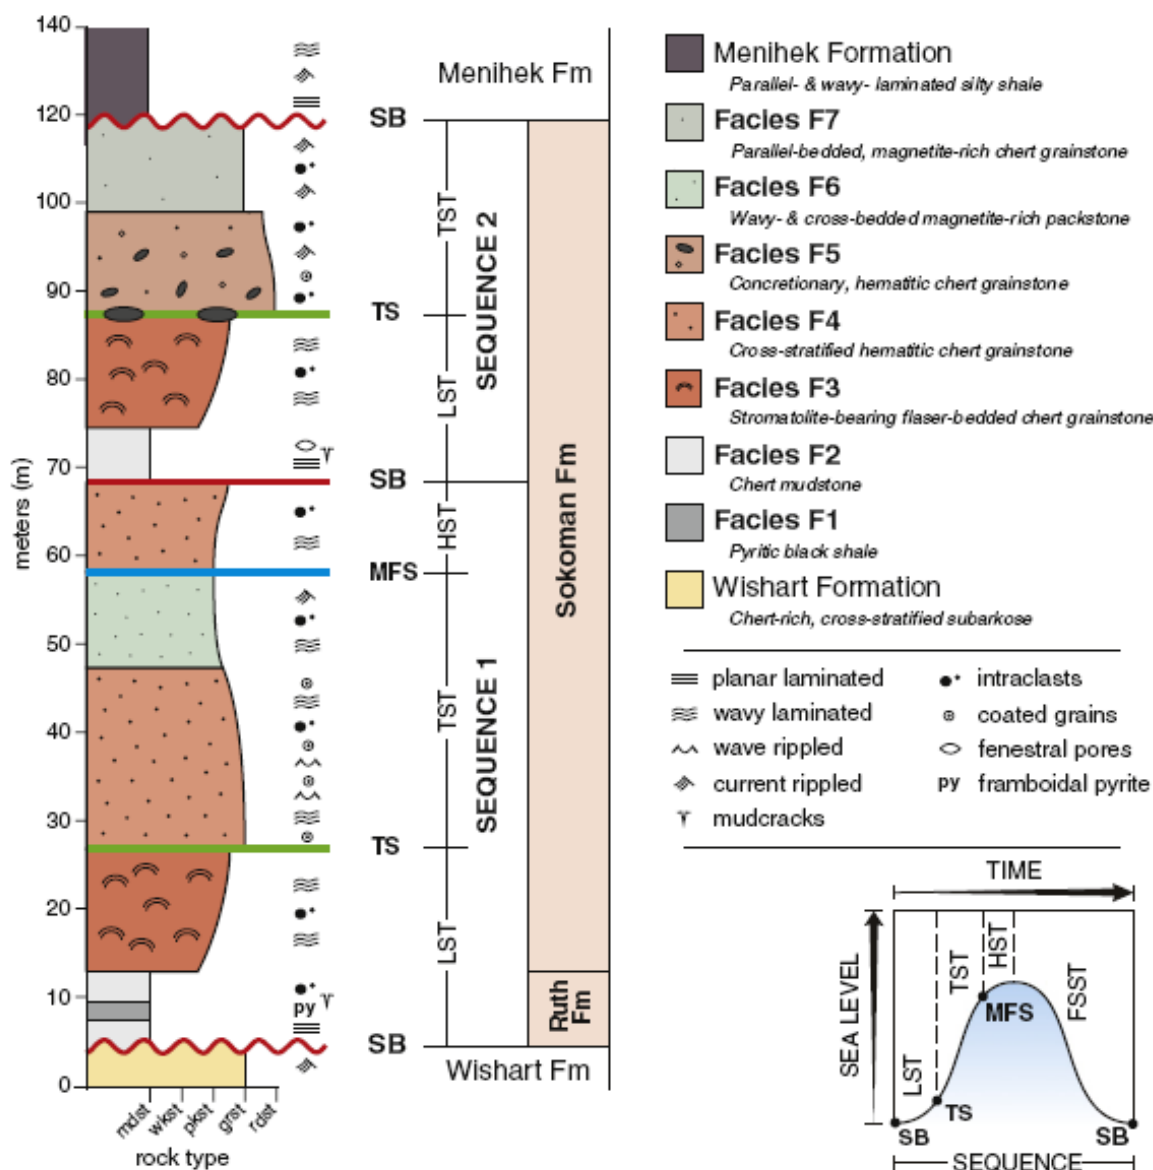 140
130
120
100
90
80
70
60
50
40
30
20
10
0
meters (m)
mdst
wkst
pkst
grst
rdst
rock type
py
SB
TS
SB
MFS
TS
SB
Menihek Fm
TST
LST
SEQUENCE 2
HST
TST
LST
SEQUENCE 1
Sokoman Fm
Ruth
Fm
Wishart Fm
Menihek Formation
Parallel- & wavy- laminated silty shale
Facies F7
Parallel-bedded, magnetite-rich chert grainstone
Facies F6
Wavy- & cross-bedded magnetite-rich packstone
Facies F5
Concretionary, hematitic chert grainstone
Facies F4
Cross-stratified hematitic chert grainstone
Facies F3
Stromatolite-bearing flaser-bedded chert grainstone
Facies F2
Chert mudstone
Facies F1
Pyritic black shale
Wishart Formation
Chert-rich, cross-stratified subarkose
planar laminated
wavy laminated
wave rippled
current rippled
mudcracks
intraclasts
coated grains
fenestral pores
py framboidal pyrite
TIME
SEA LEVEL
LST
TST
HST
FSST
MFS
TS
SB
SB
SEQUENCE